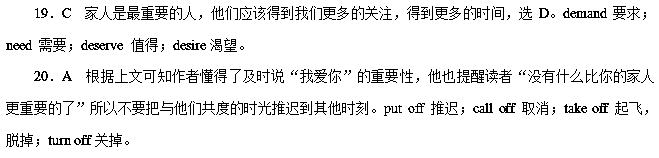 19．C　家人是最重要的人，他们应该得到我们更多的关注，得到更多的时间，选 D。demand 要求；
need 需要；deserve 值得；desire 渴望。
20．A　根据上文可知作者懂得了及时说“我爱你”的重要性，他也提醒读者“没有什么比你的家人
更重要的了”所以不要把与他们共度的时光推迟到其他时刻。put off 推迟；call off 取消；take off 起飞，
脱掉；turn off 关掉。